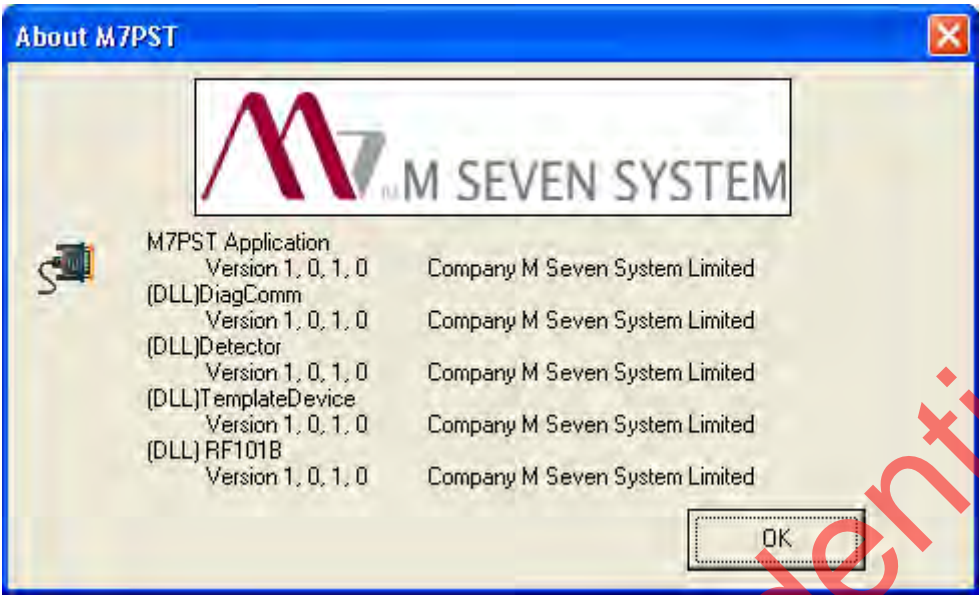 About M7PST
M7 M SEVEN SYSTEM
M7PST Application
Version 1, 0, 1, 0 Company M Seven System Limited
(DLL)DiagComm
Version 1, 0, 1, 0 Company M Seven System Limited
(DLL)Detector
Version 1, 0, 1, 0 Company M Seven System Limited
(DLL)TemplateDevice
Version 1, 0, 1, 0 Company M Seven System Limited
(DLL) RF101B
Version 1, 0, 1, 0 Company M Seven System Limited
OK
denti